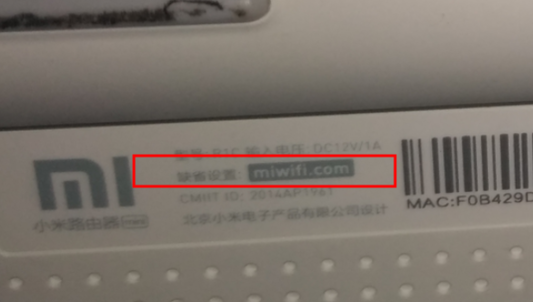 型号: R1C 输入电压: DC12V/1A
缺省设置: miwifi.com
CMIIT ID: 2014AP1961
北京小米电子产品有限公司设计
MI
小米路由器mini
MAC:F0B429D